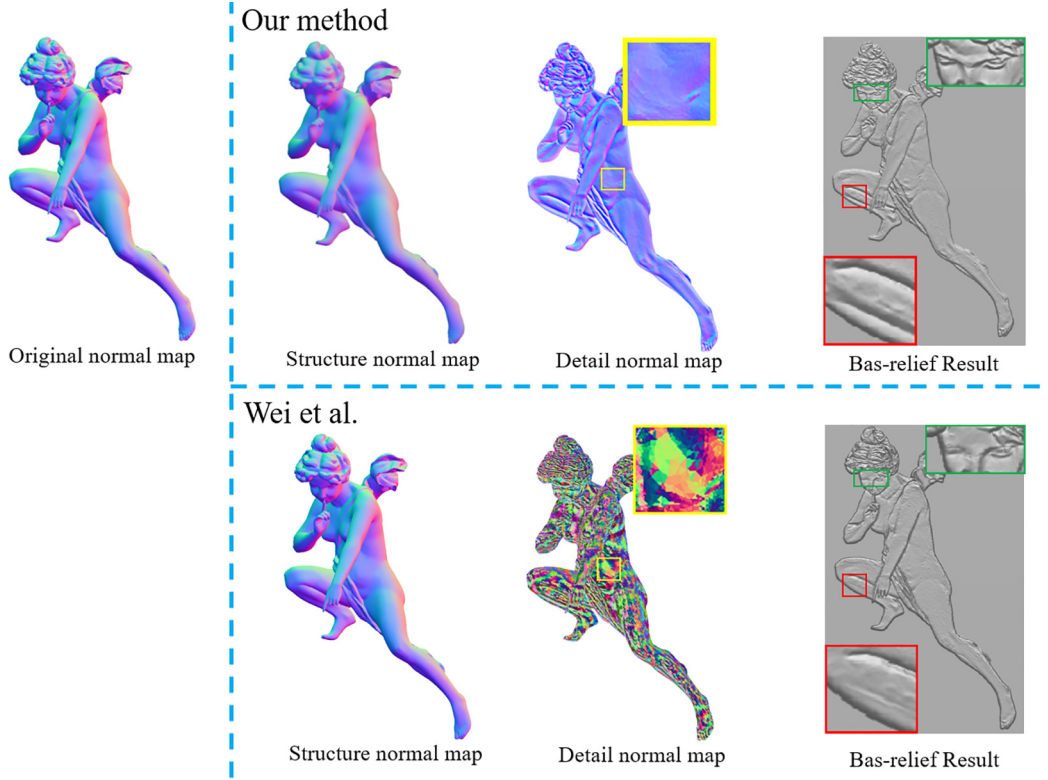 Our method
Original normal map
Structure normal map
Detail normal map
Bas-relief Result
Wei et al.
Structure normal map
Detail normal map
Bas-relief Result